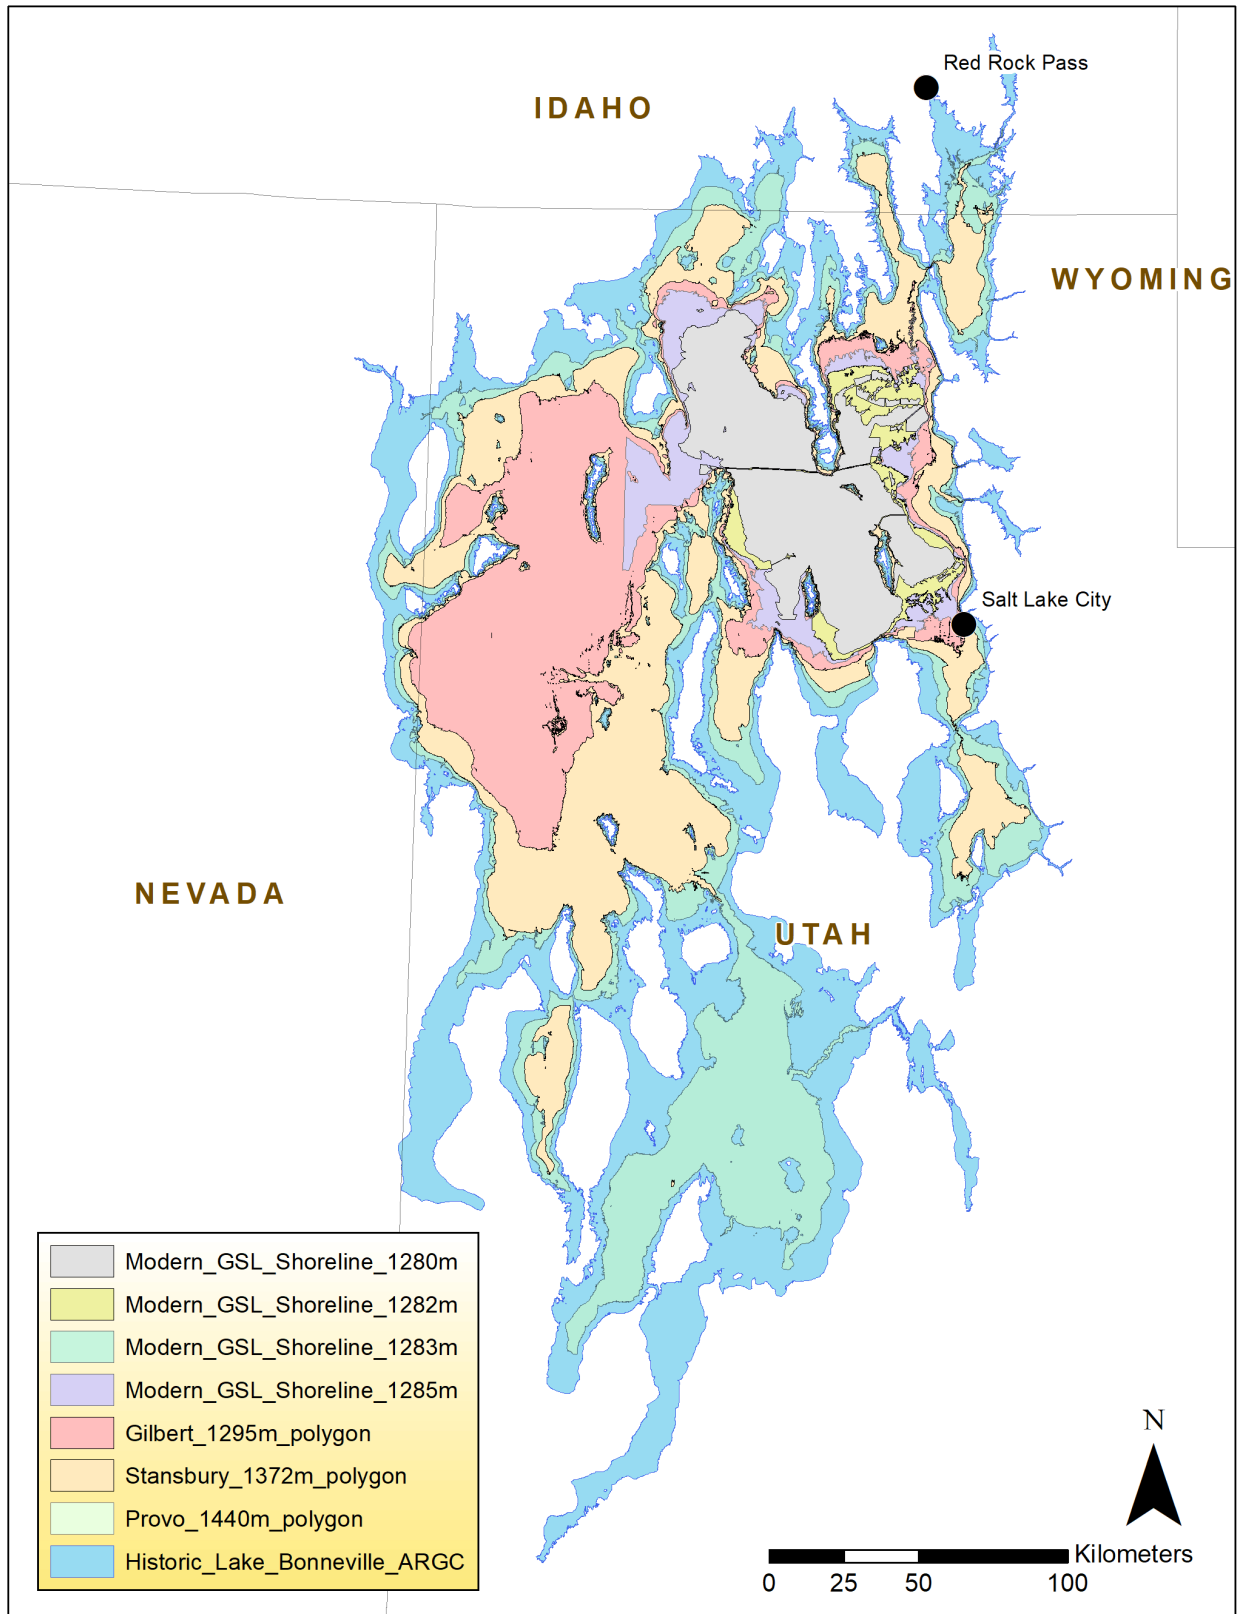 Red Rock Pass
IDAHO
WYOMING
Salt Lake City
NEVADA
UTAH
Modern_GSL_Shoreline_1280m
Modern_GSL_Shoreline_1282m
Modern_GSL_Shoreline_1283m
Modern_GSL_Shoreline_1285m
Gilbert_1295m_polygon
Stansbury_1372m_polygon
Provo_1440m_polygon
Historic_Lake_Bonneville_ARGC
N
Kilometers
0 25 50 100